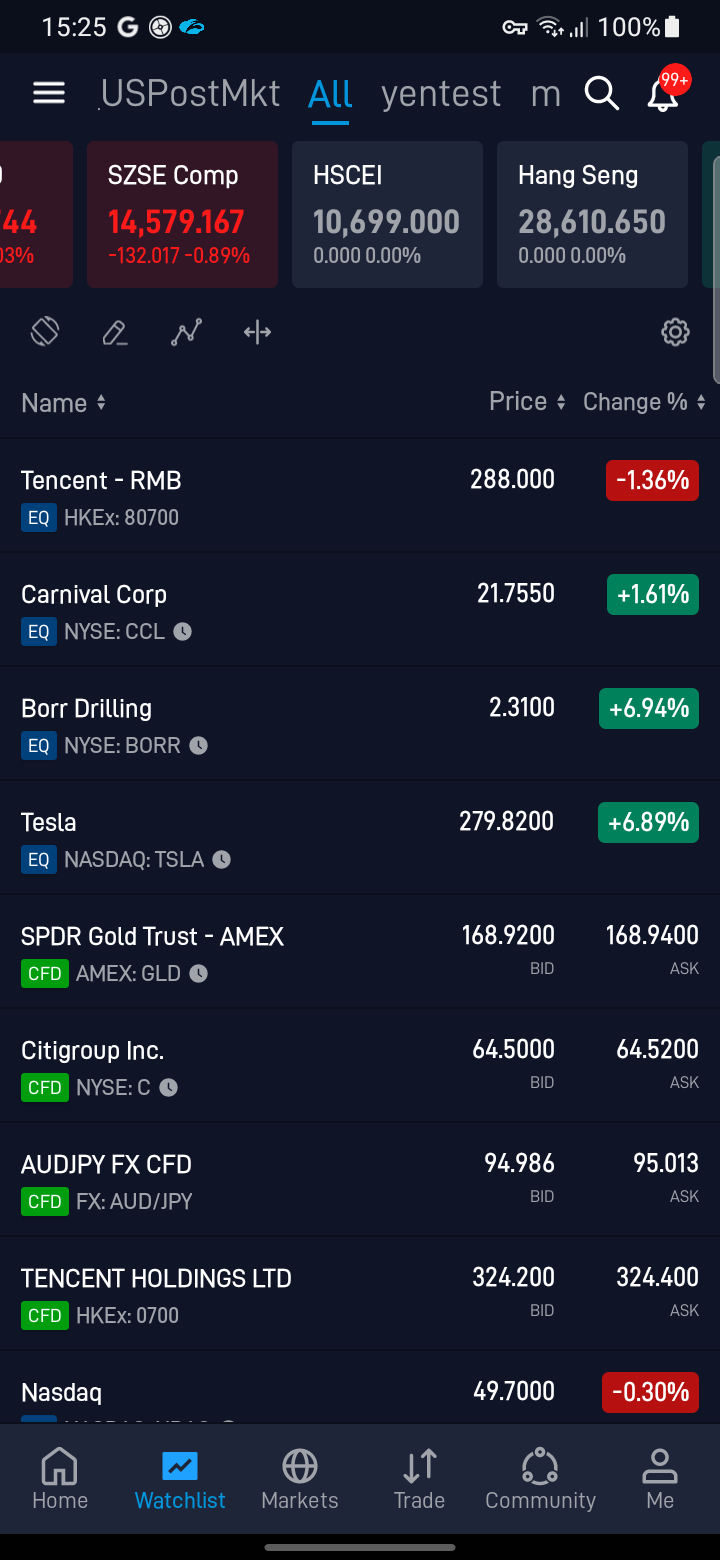 15:25 G 100%
USPostMkt All yentest m 99+
SZSE Comp HSCEI Hang Seng
44 14,579.167 10,699.000 28,610.650
03% -132.017 -0.89% 0.000 0.00% 0.000 0.00%
Name Price Change %
Tencent - RMB 288.000 -1.36%
EQ HKEx: 80700
Carnival Corp 21.7550 +1.61%
EQ NYSE: CCL
Borr Drilling 2.3100 +6.94%
EQ NYSE: BORR
Tesla 279.8200 +6.89%
EQ NASDAQ: TSLA
SPDR Gold Trust - AMEX 168.9200 168.9400
CFD AMEX: GLD BID ASK
Citigroup Inc. 64.5000 64.5200
CFD NYSE: C BID ASK
AUDJPY FX CFD 94.986 95.013
CFD FX: AUD/JPY BID ASK
TENCENT HOLDINGS LTD 324.200 324.400
CFD HKEx: 0700 BID ASK
Nasdaq 49.7000 -0.30%
Home Watchlist Markets Trade Community Me